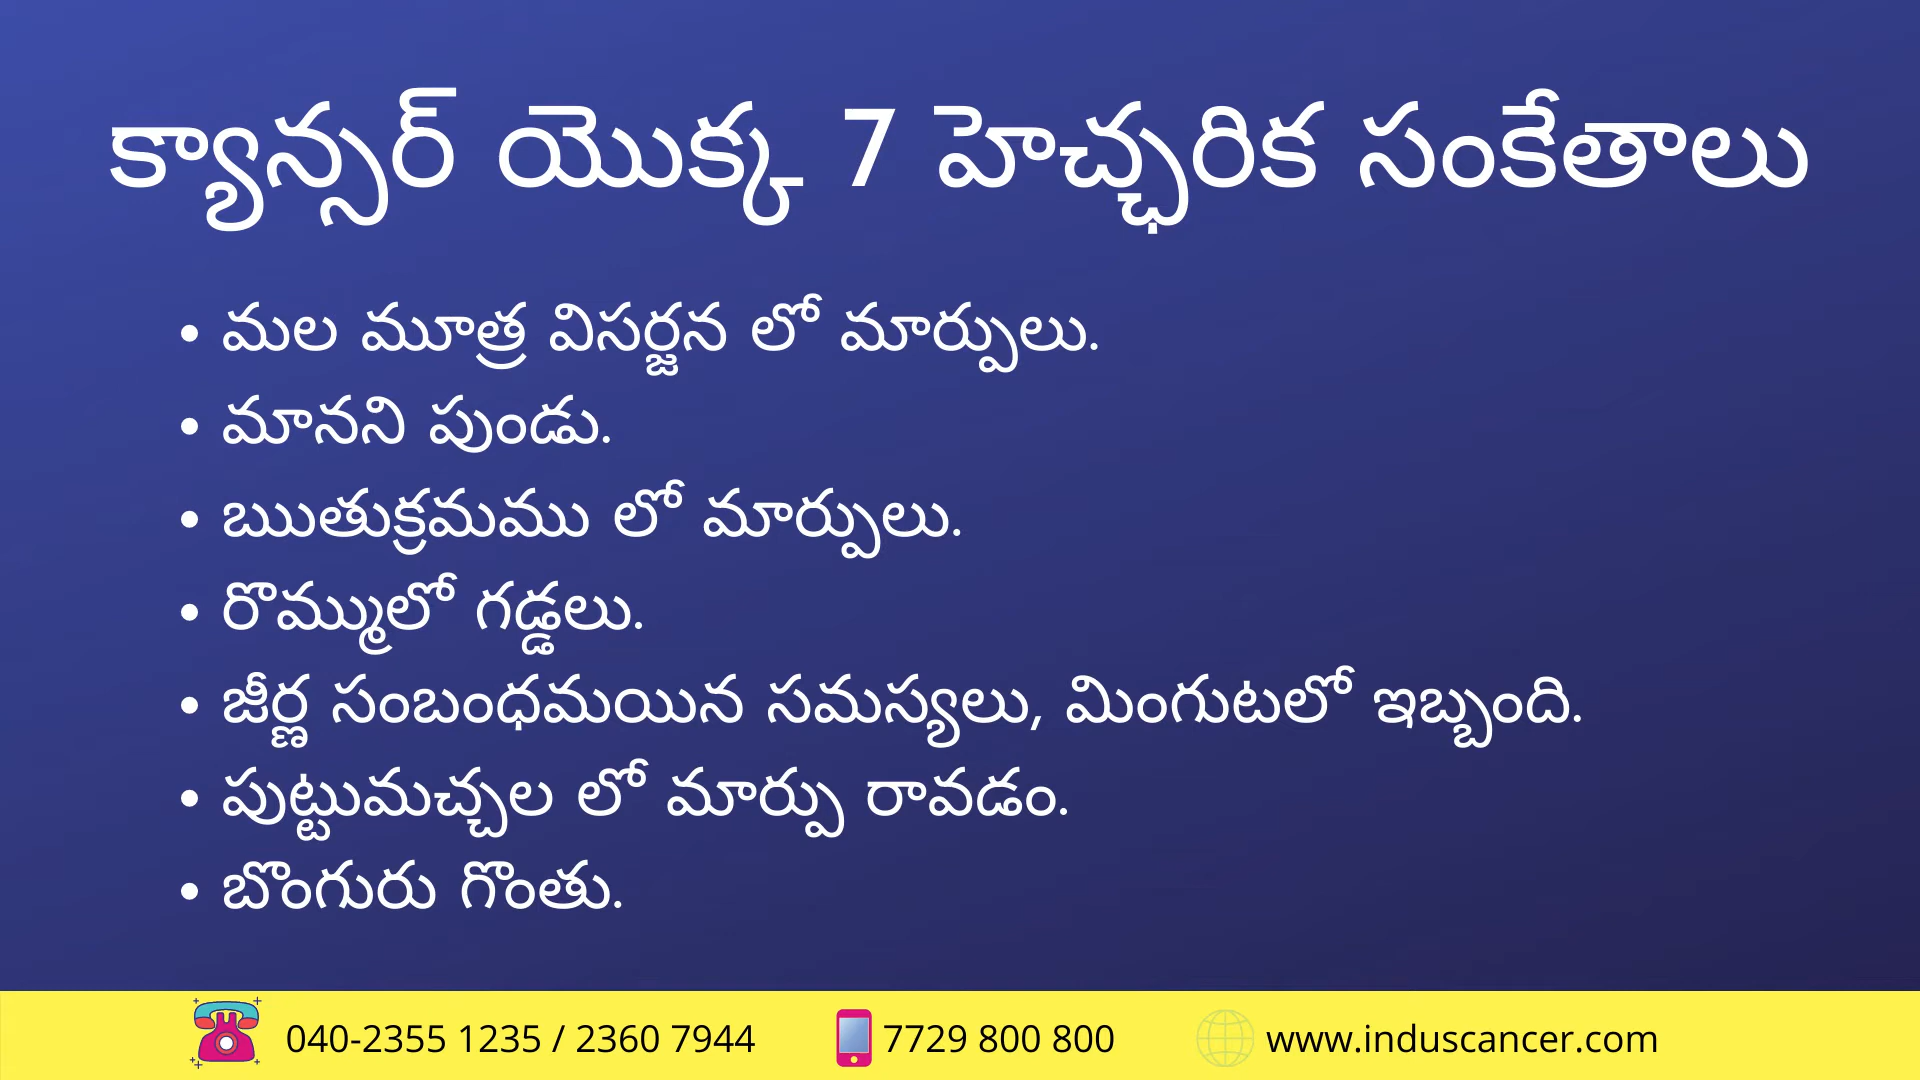 క్యాన్సర్ యొక్క 7 హెచ్ఛరిక సంకేతాలు
• మల మూత్ర విసర్జన లో మార్పులు.
• మానని పుండు.
• ఋతుక్రమము లో మార్పులు.
• రొమ్ములో గడ్డలు.
• జీర్ణ సంబంధమయిన సమస్యలు, మింగుటలో ఇబ్బంది.
• పుట్టుమచ్చల లో మార్పు రావడం.
• బొంగురు గొంతు.
040-2355 1235 / 2360 7944 7729 800 800 www.induscancer.com